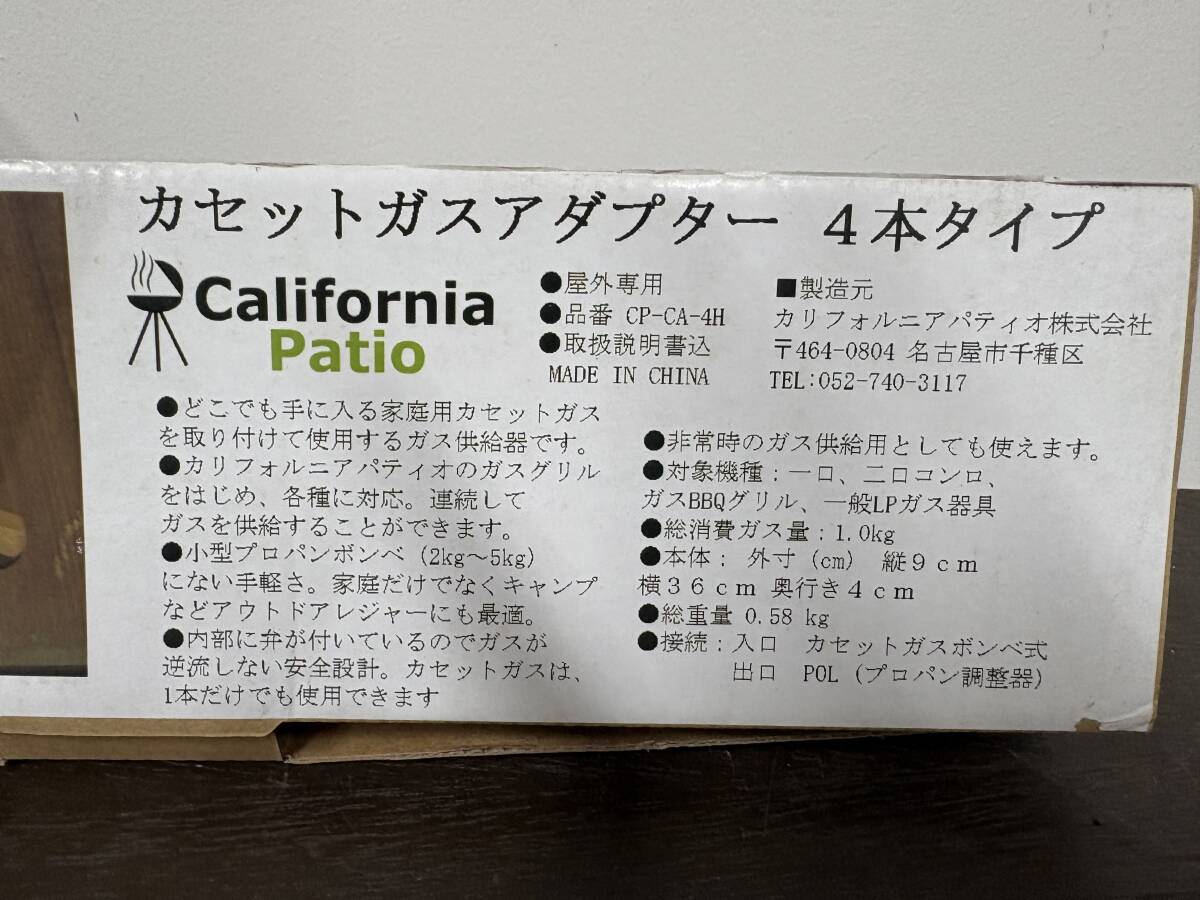 カセットガスアダプター 4本タイプ
California
Patio
●屋外専用
●品番 CP-CA-4H
●取扱説明書込
MADE IN CHINA
■製造元
カリフォルニアパティオ株式会社
〒464-0804 名古屋市千種区
TEL:052-740-3117
●どこでも手に入る家庭用カセットガス
を取り付けて使用するガス供給器です。
●カリフォルニアパティオのガスグリル
をはじめ、各種に対応。連続して
ガスを供給することができます。
●小型プロパンボンベ(2kg～5kg)
にない手軽さ。家庭だけでなくキャンプ
などアウトドアレジャーにも最適。
●内部に弁が付いているのでガスが
逆流しない安全設計。カセットガスは、
1本だけでも使用できます
●非常時のガス供給用としても使えます。
●対象機種:一口、二口コンロ、
ガスBBQグリル、一般LPガス器具
●総消費ガス量:1.0kg
●本体: 外寸(cm) 縦9cm
横36cm 奥行き4cm
●総重量 0.58 kg
●接続:入口 カセットガスボンベ式
出口 POL(プロパン調整器)